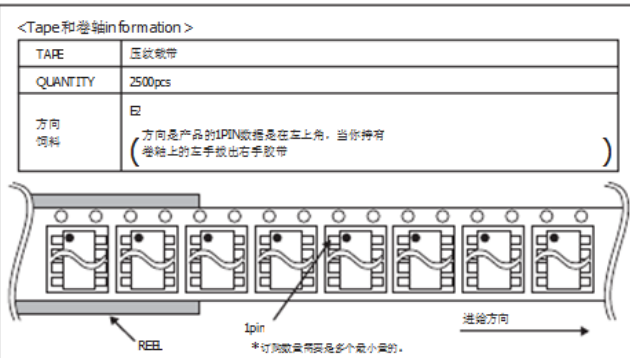 <Tape和卷轴information>
TAPE 压纹载带
QUANTITY 2500pcs
方向
饲料
E2
(方向是产品的1PIN数据是在左上角。当你持有
卷轴上的左手拔出右手胶带)
REEL
1pin
进给方向
*订购数量需要是多个最小量的。